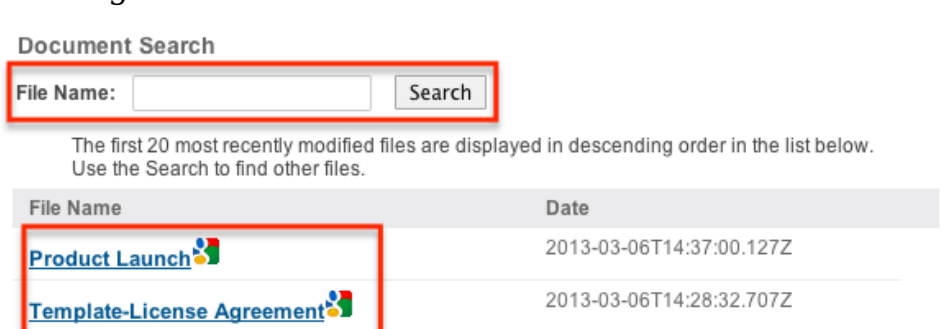 Document Search
File Name: Search
The first 20 most recently modified files are displayed in descending order in the list below.
Use the Search to find other files.
File Name Date
Product Launch 2013-03-06T14:37:00.127Z
Template-License Agreement 2013-03-06T14:28:32.707Z